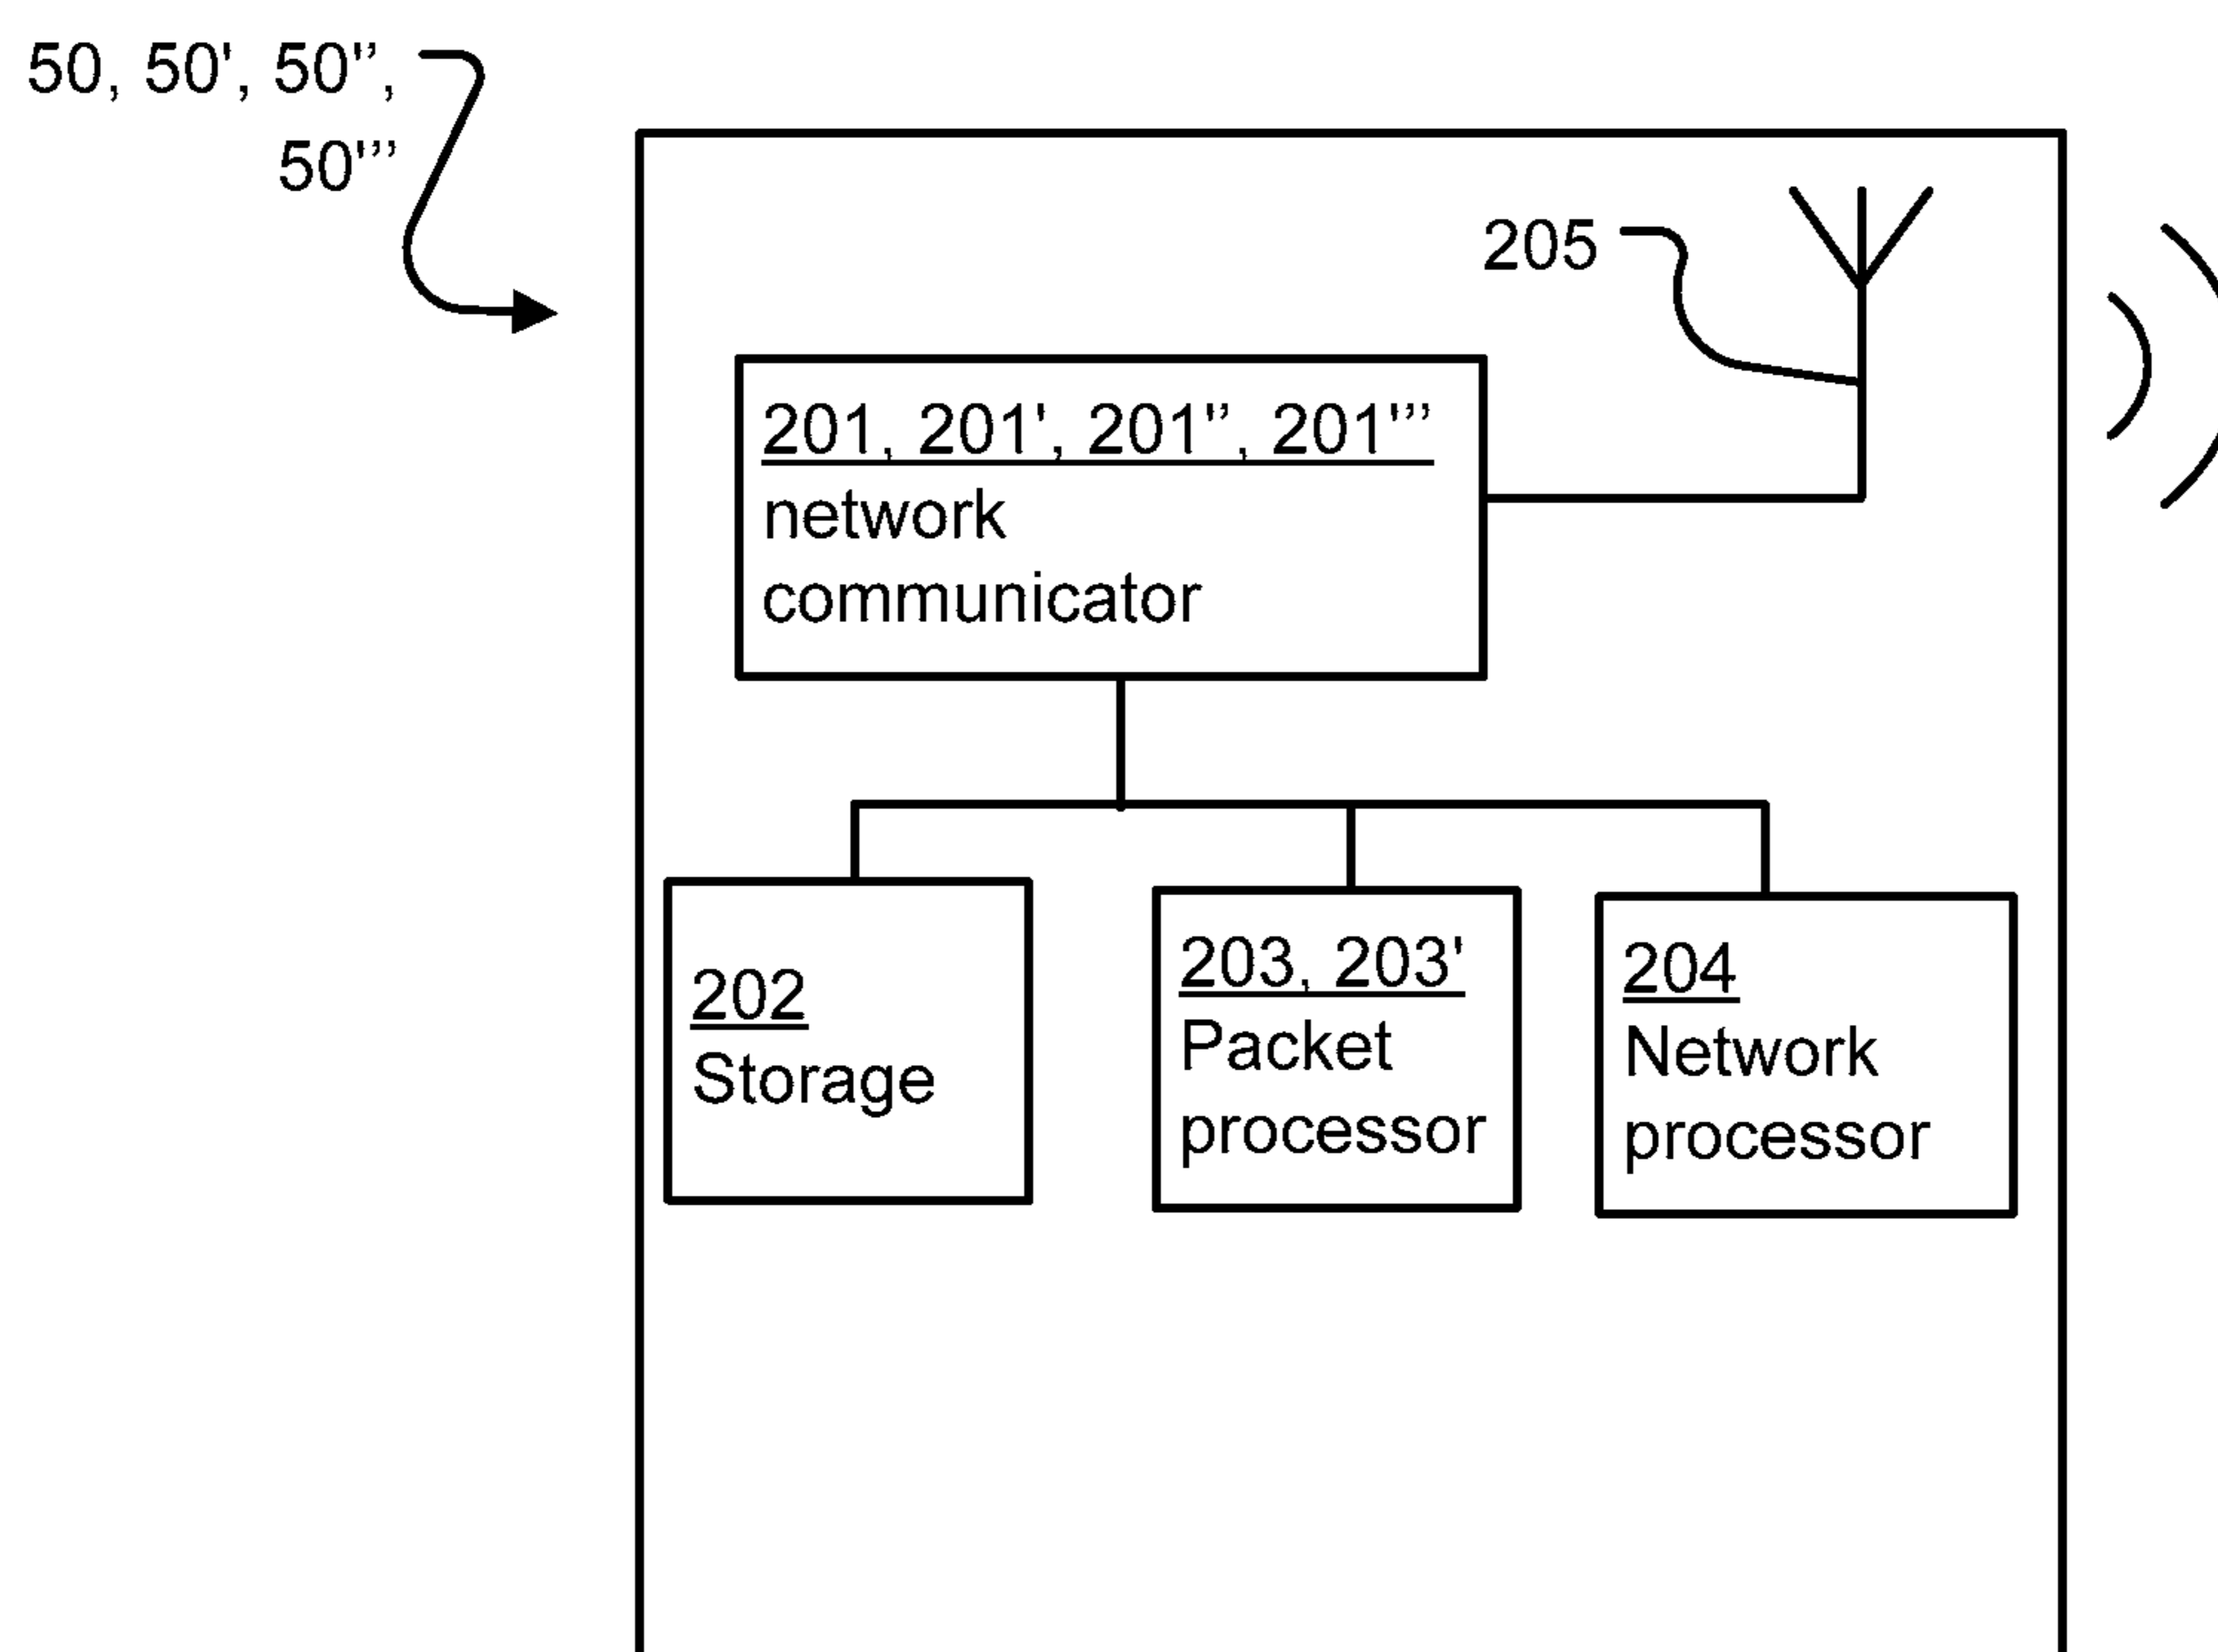 50, 50', 50'’,
50'’’
205
201, 201', 201'’, 201'’’
network
communicator
202
Storage
203, 203'
Packet
processor
204
Network
processor